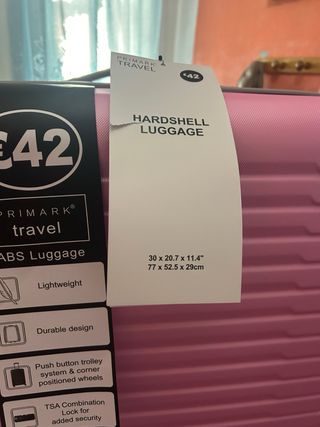 PRIMARK
TRAVEL
€42
HARDSHELL
LUGGAGE
30 x 20.7 x 11.4"
77 x 52.5 x 29cm
€42
PRIMARK®
travel
ABS Luggage
Lightweight
Durable design
Push button trolley
system & corner
positioned wheels
TSA Combination
Lock for
added security